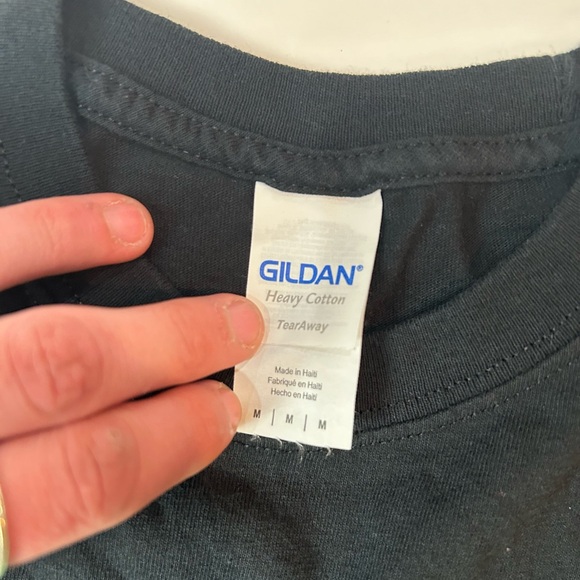 GILDAN®
Heavy Cotton
TearAway
Made in Haiti
Fabriqué en Haïti
Hecho en Haití
M | M | M